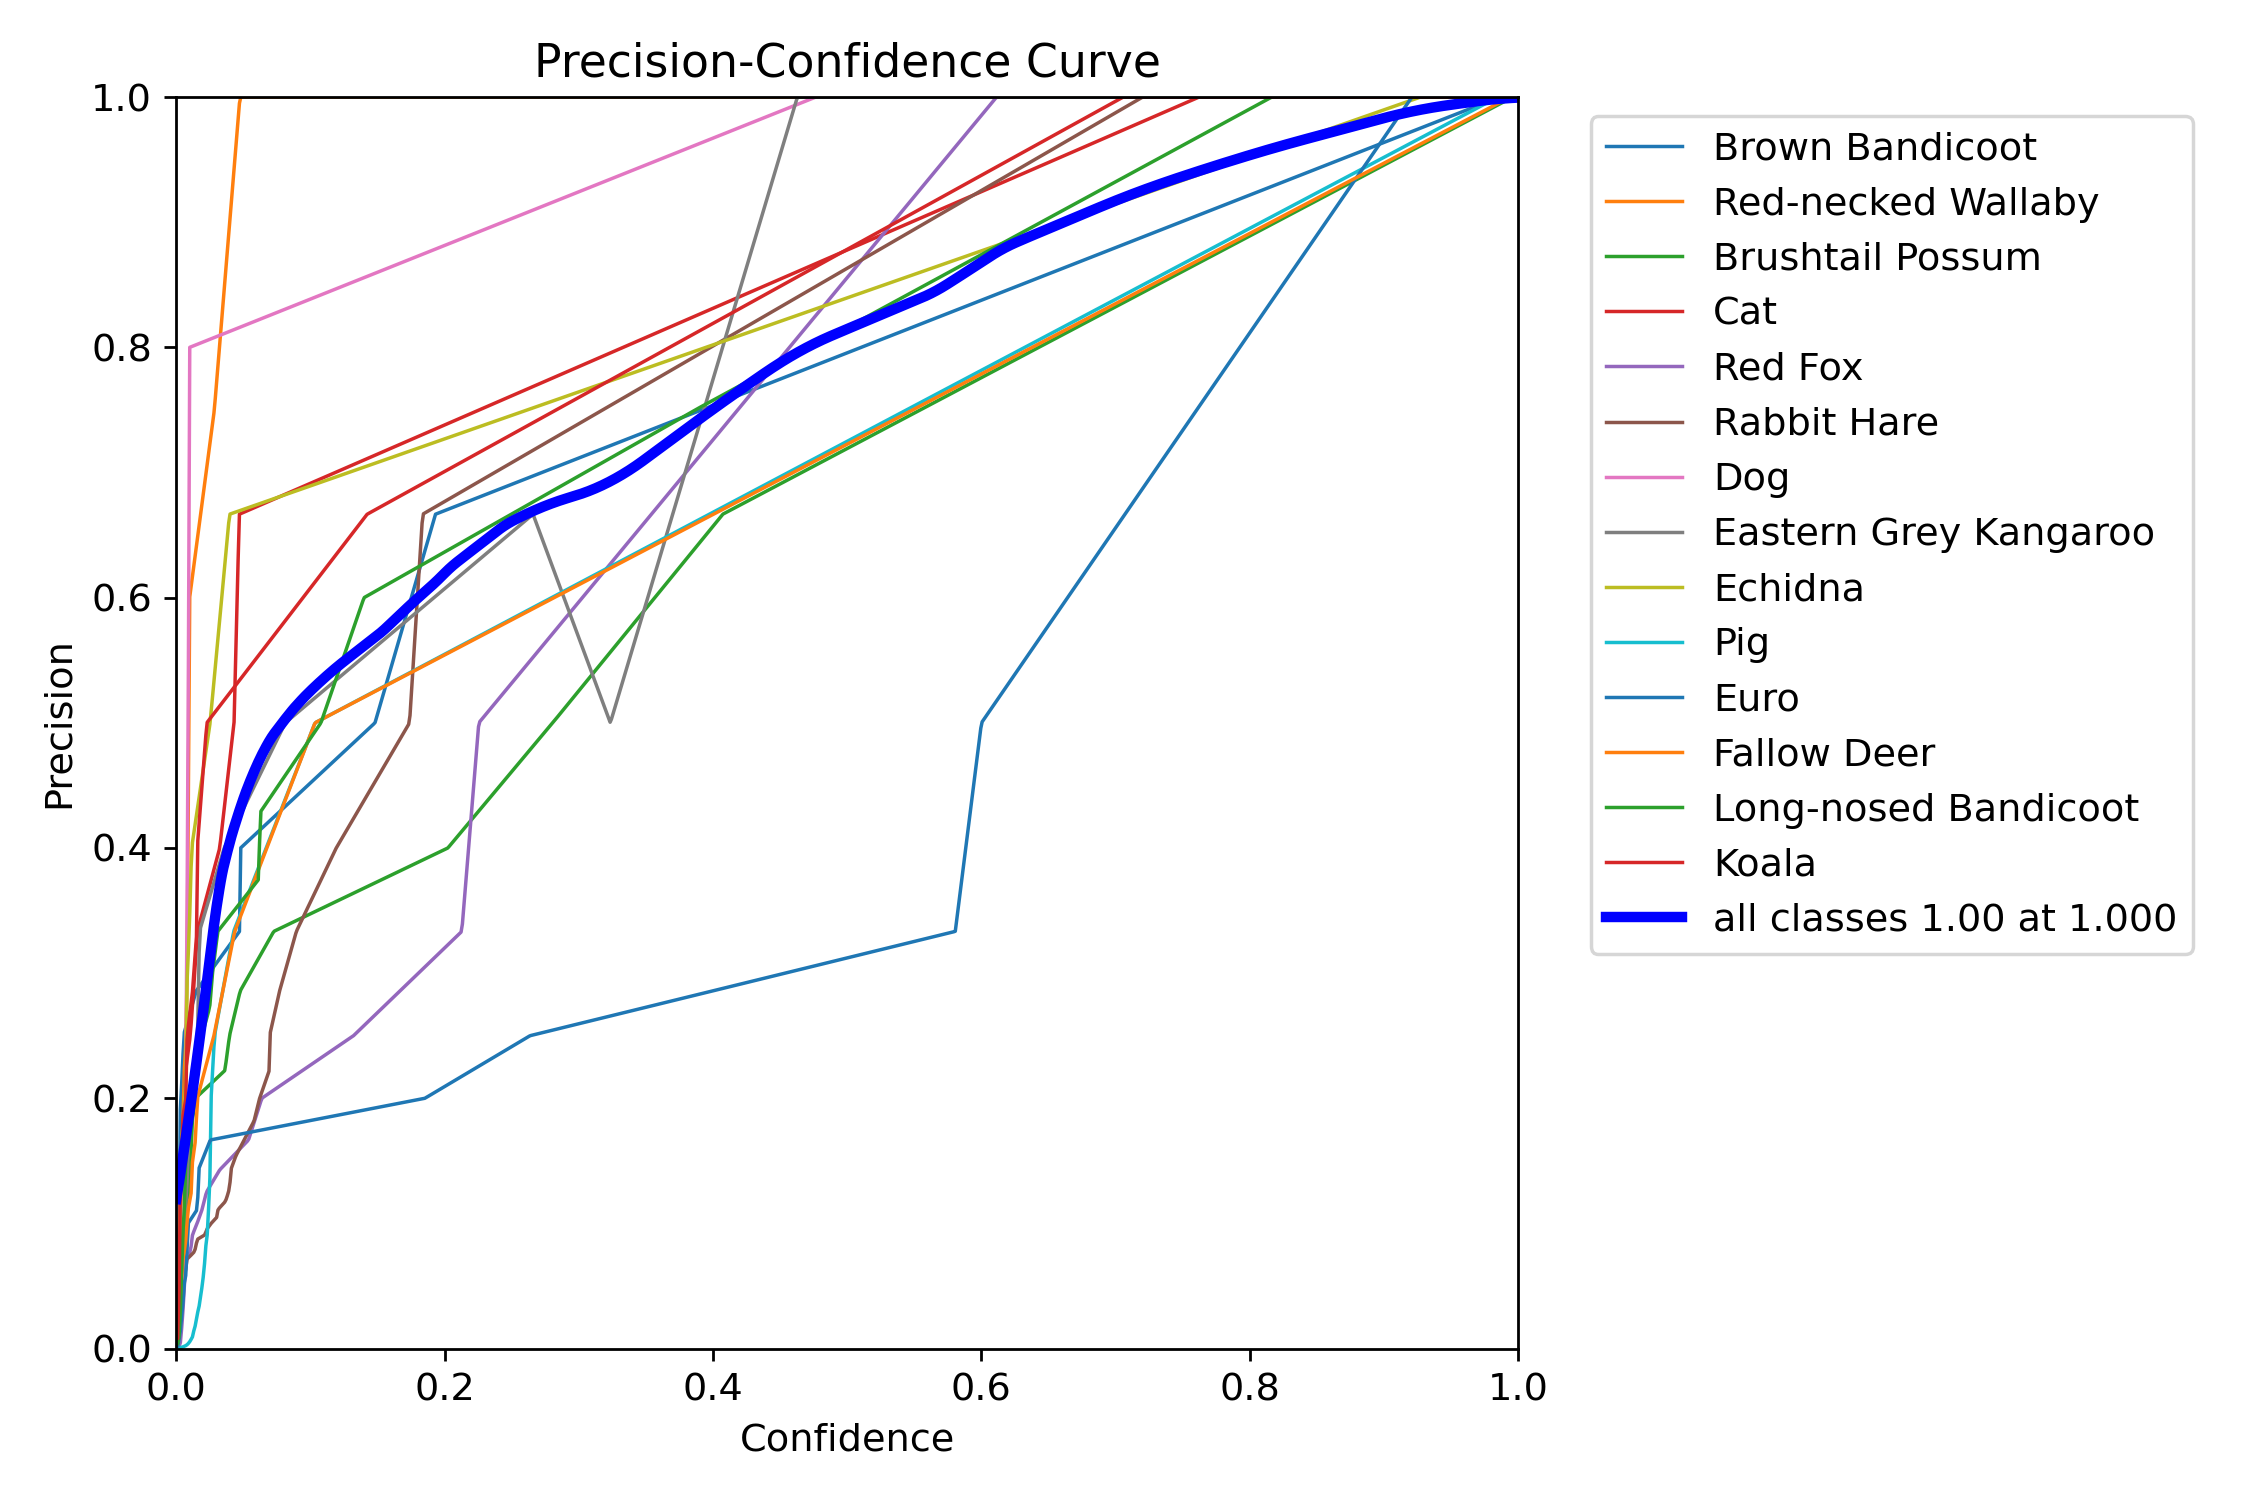 Precision-Confidence Curve
1.0
0.8
0.6
0.4
0.2
0.0
Precision
0.0 0.2 0.4 0.6 0.8 1.0
Confidence
Brown Bandicoot
Red-necked Wallaby
Brushtail Possum
Cat
Red Fox
Rabbit Hare
Dog
Eastern Grey Kangaroo
Echidna
Pig
Euro
Fallow Deer
Long-nosed Bandicoot
Koala
all classes 1.00 at 1.000